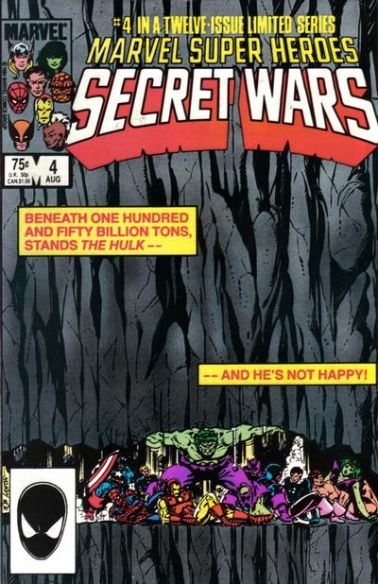 #4 IN A TWELVE-ISSUE LIMITED SERIES
MARVEL
MARVEL SUPER HEROES
SECRET WARS
75¢
4
AUG
BENEATH ONE HUNDRED
AND FIFTY BILLION TONS,
STANDS THE HULK --
-- AND HE'S NOT HAPPY!